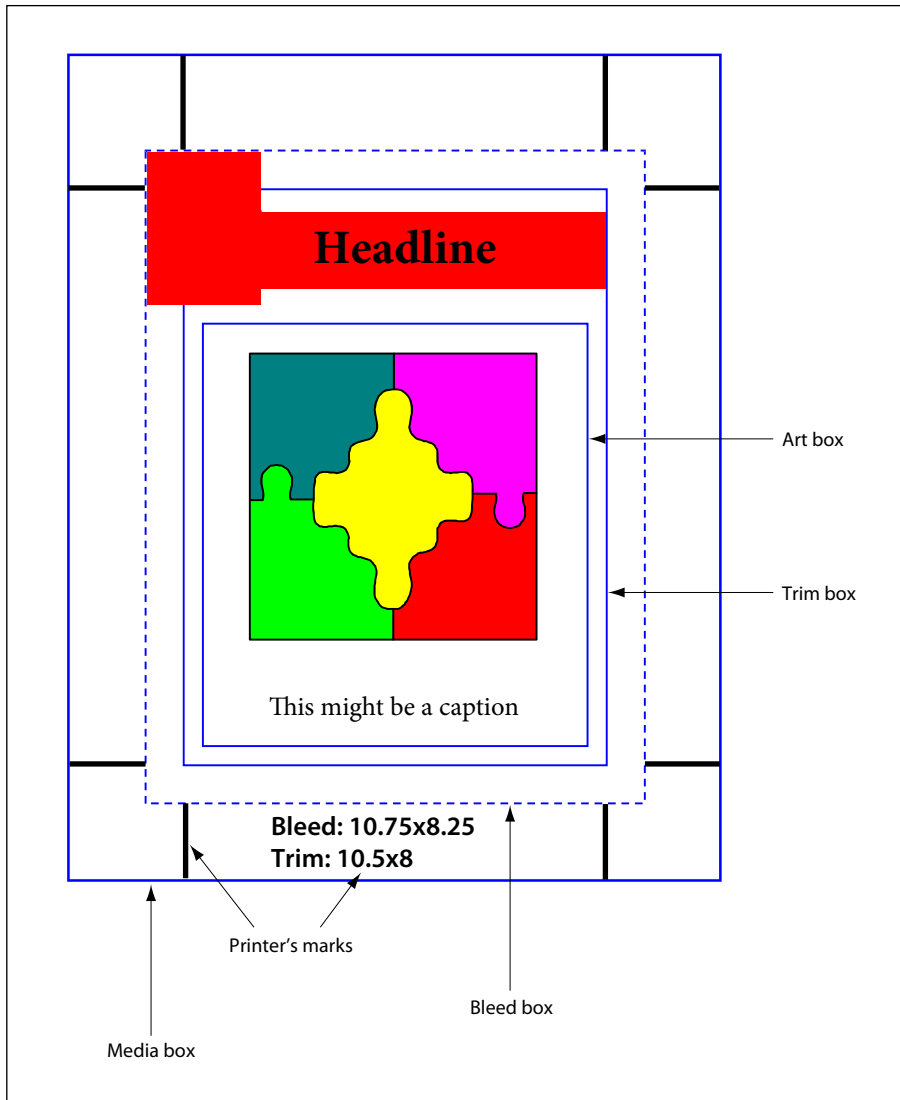 Headline
Art box
Trim box
This might be a caption
Bleed: 10.75x8.25
Trim: 10.5x8
Printer’s marks
Bleed box
Media box